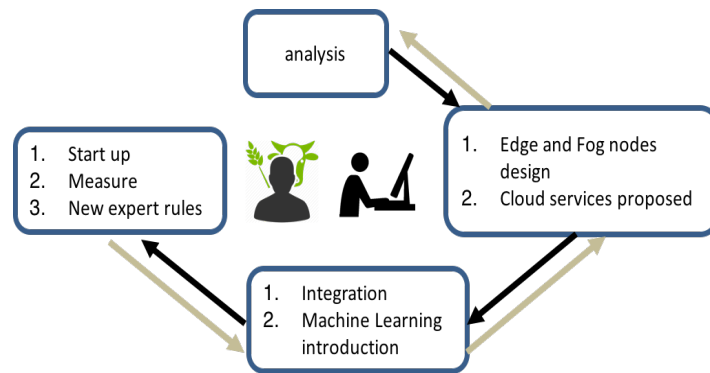 analysis
1. Edge and Fog nodes
design
2. Cloud services proposed
1. Start up
2. Measure
3. New expert rules
1. Integration
2. Machine Learning
introduction